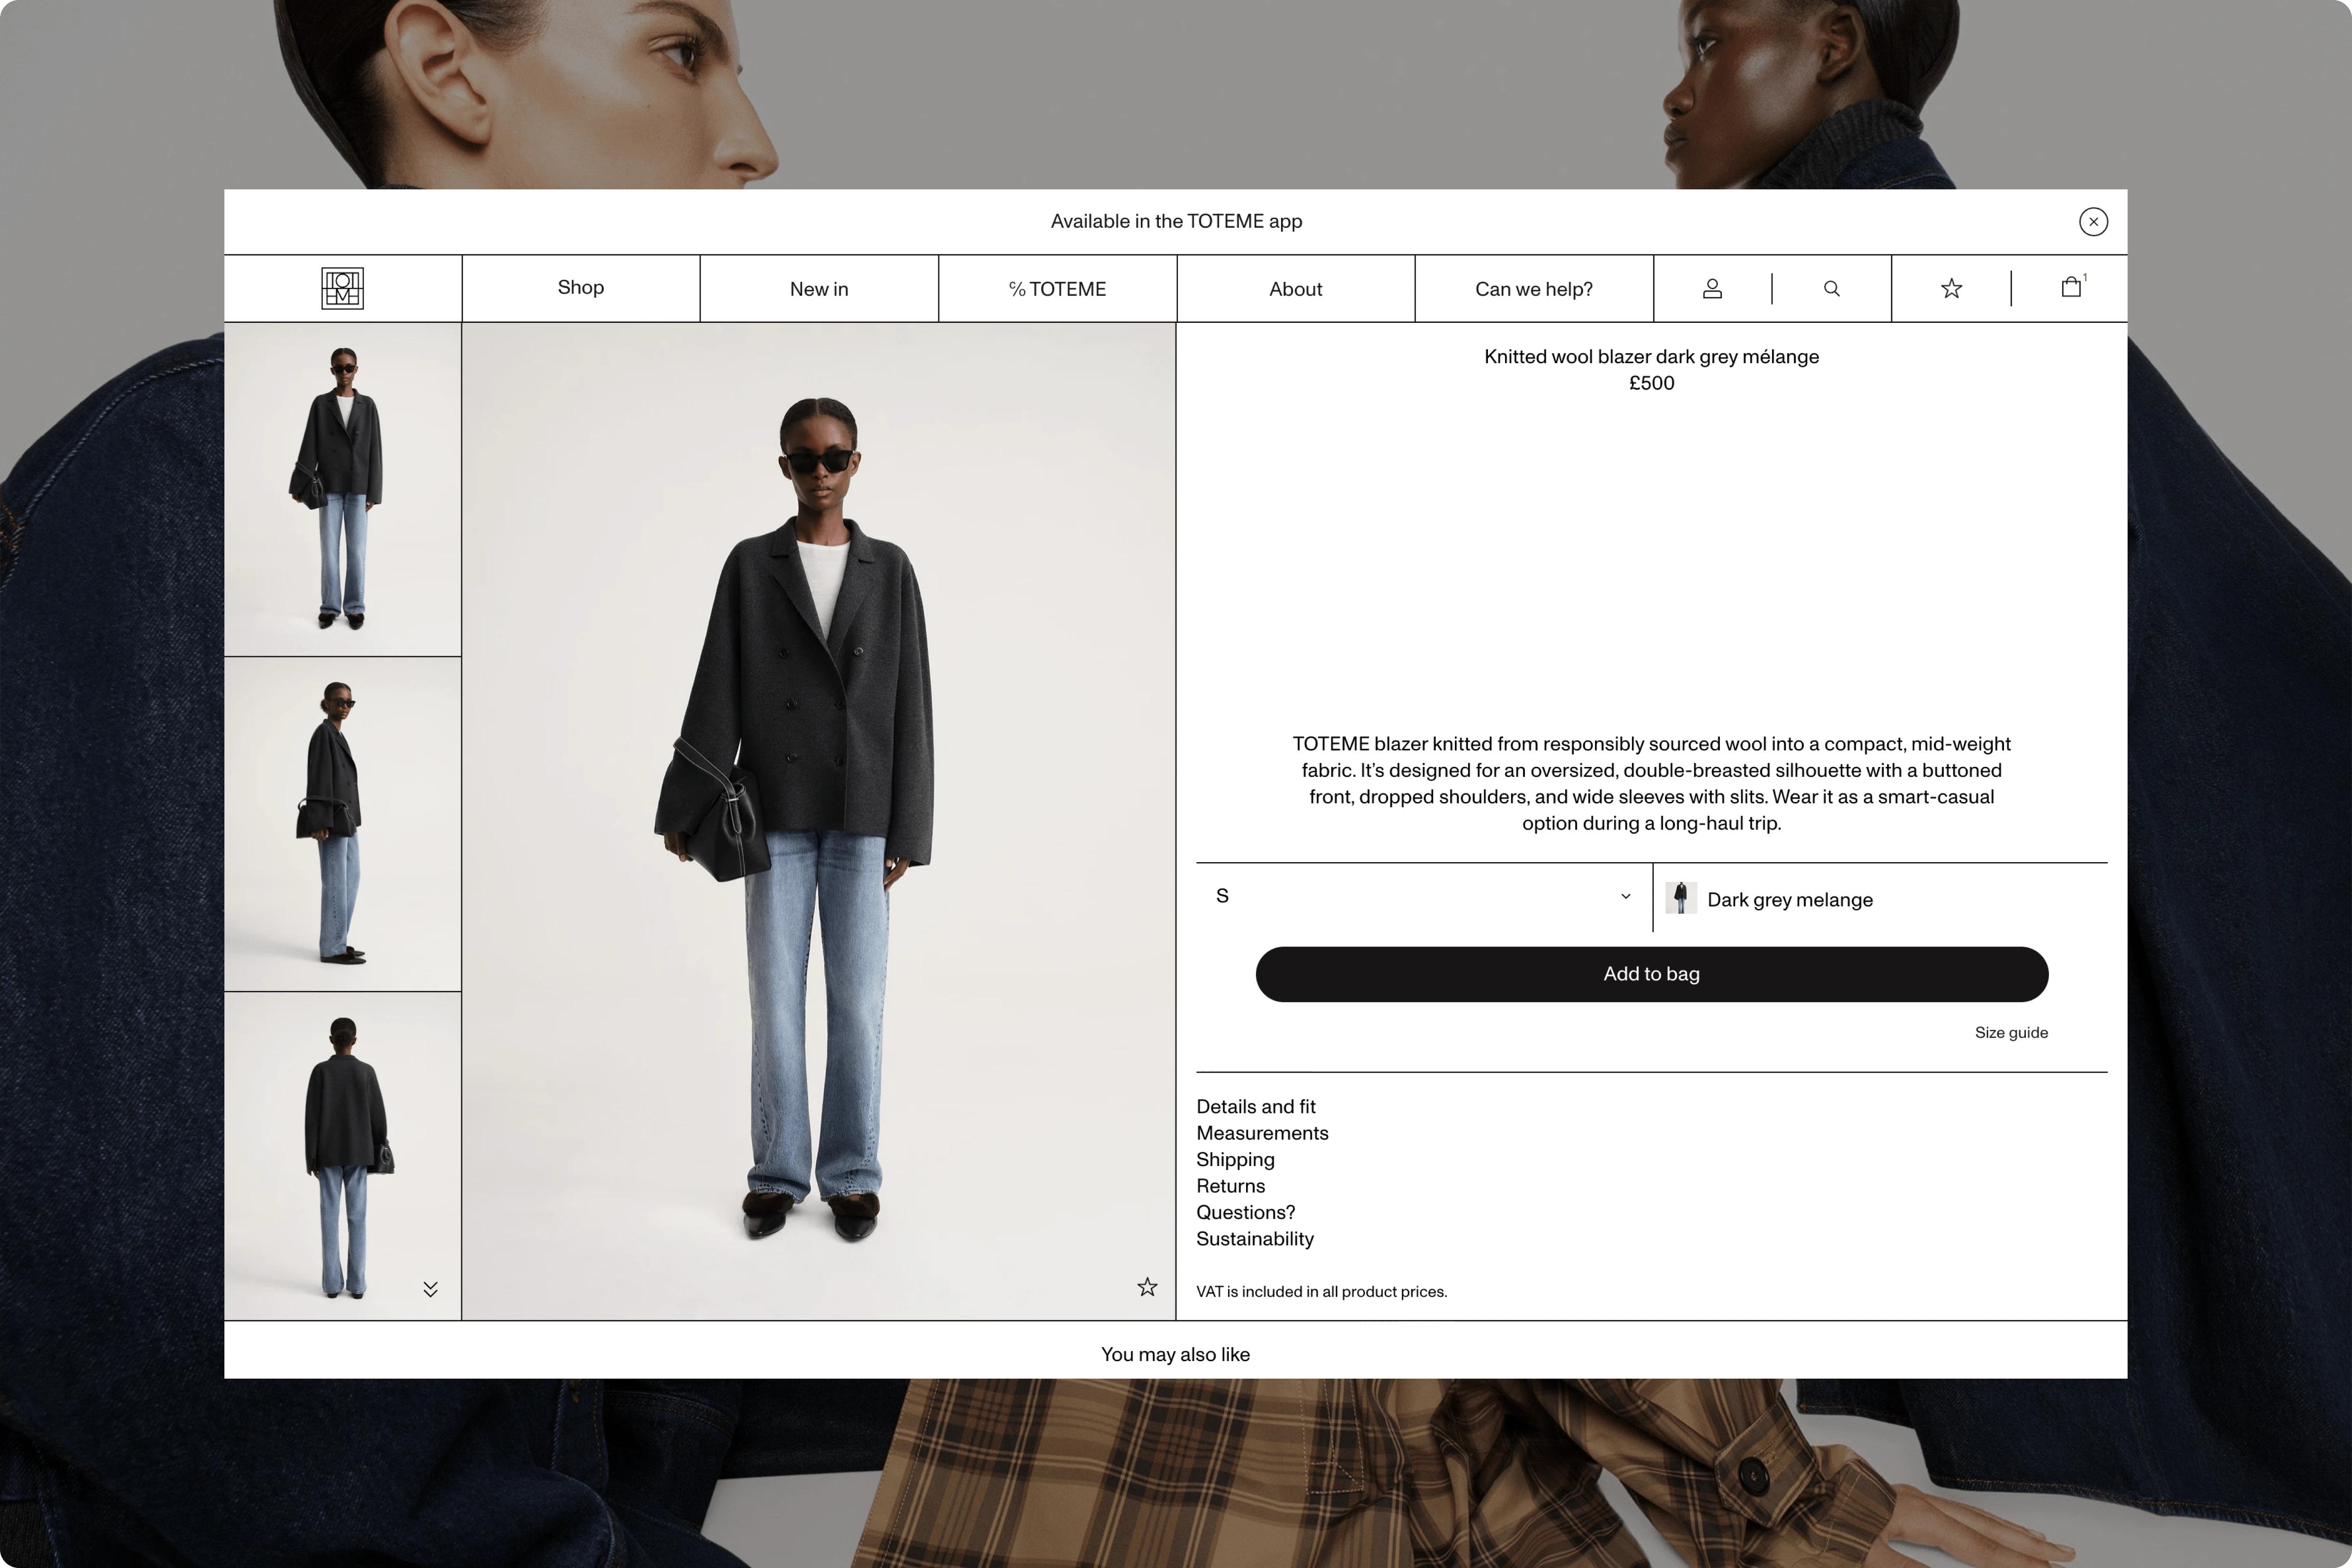 Available in the TOTEME app
TOTEME
Shop
New in
℅ TOTEME
About
Can we help?
1
Knitted wool blazer dark grey mélange
£500
TOTEME blazer knitted from responsibly sourced wool into a compact, mid-weight
fabric. It’s designed for an oversized, double-breasted silhouette with a buttoned
front, dropped shoulders, and wide sleeves with slits. Wear it as a smart-casual
option during a long-haul trip.
S
Dark grey melange
Add to bag
Size guide
Details and fit
Measurements
Shipping
Returns
Questions?
Sustainability
VAT is included in all product prices.
You may also like